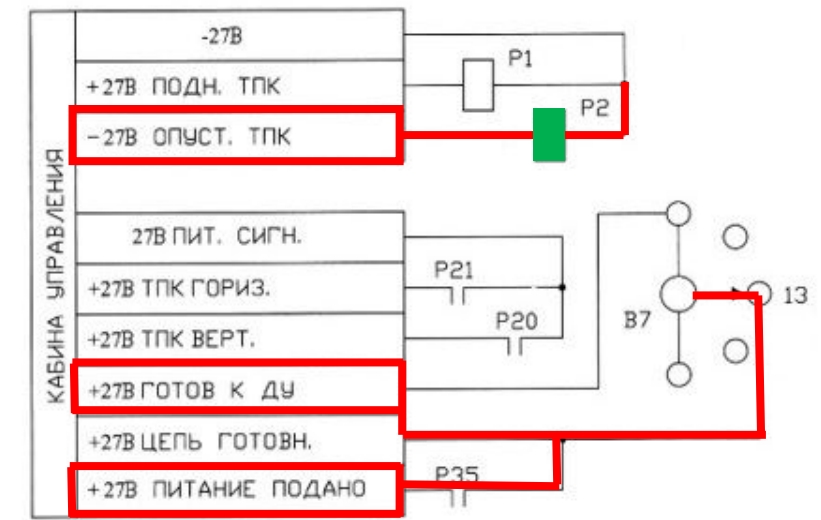 КАБИНА УПРАВЛЕНИЯ
-27В
+27В ПОДН. ТПК
-27В ОПУСТ. ТПК
Р1
Р2
27В ПИТ. СИГН.
+27В ТПК ГОРИЗ.
+27В ТПК ВЕРТ.
+27В ГОТОВ К ДУ
+27В ЦЕПЬ ГОТОВН.
+27В ПИТАНИЕ ПОДАНО
Р21
Р20
Р35
В7
13